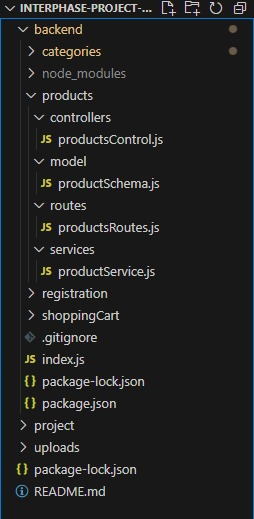 INTERPHASE-PROJECT-...
backend
categories
node_modules
products
controllers
JS productsControl.js
model
JS productSchema.js
routes
JS productsRoutes.js
services
JS productService.js
registration
shoppingCart
.gitignore
JS index.js
{} package-lock.json
{} package.json
project
uploads
{} package-lock.json
README.md